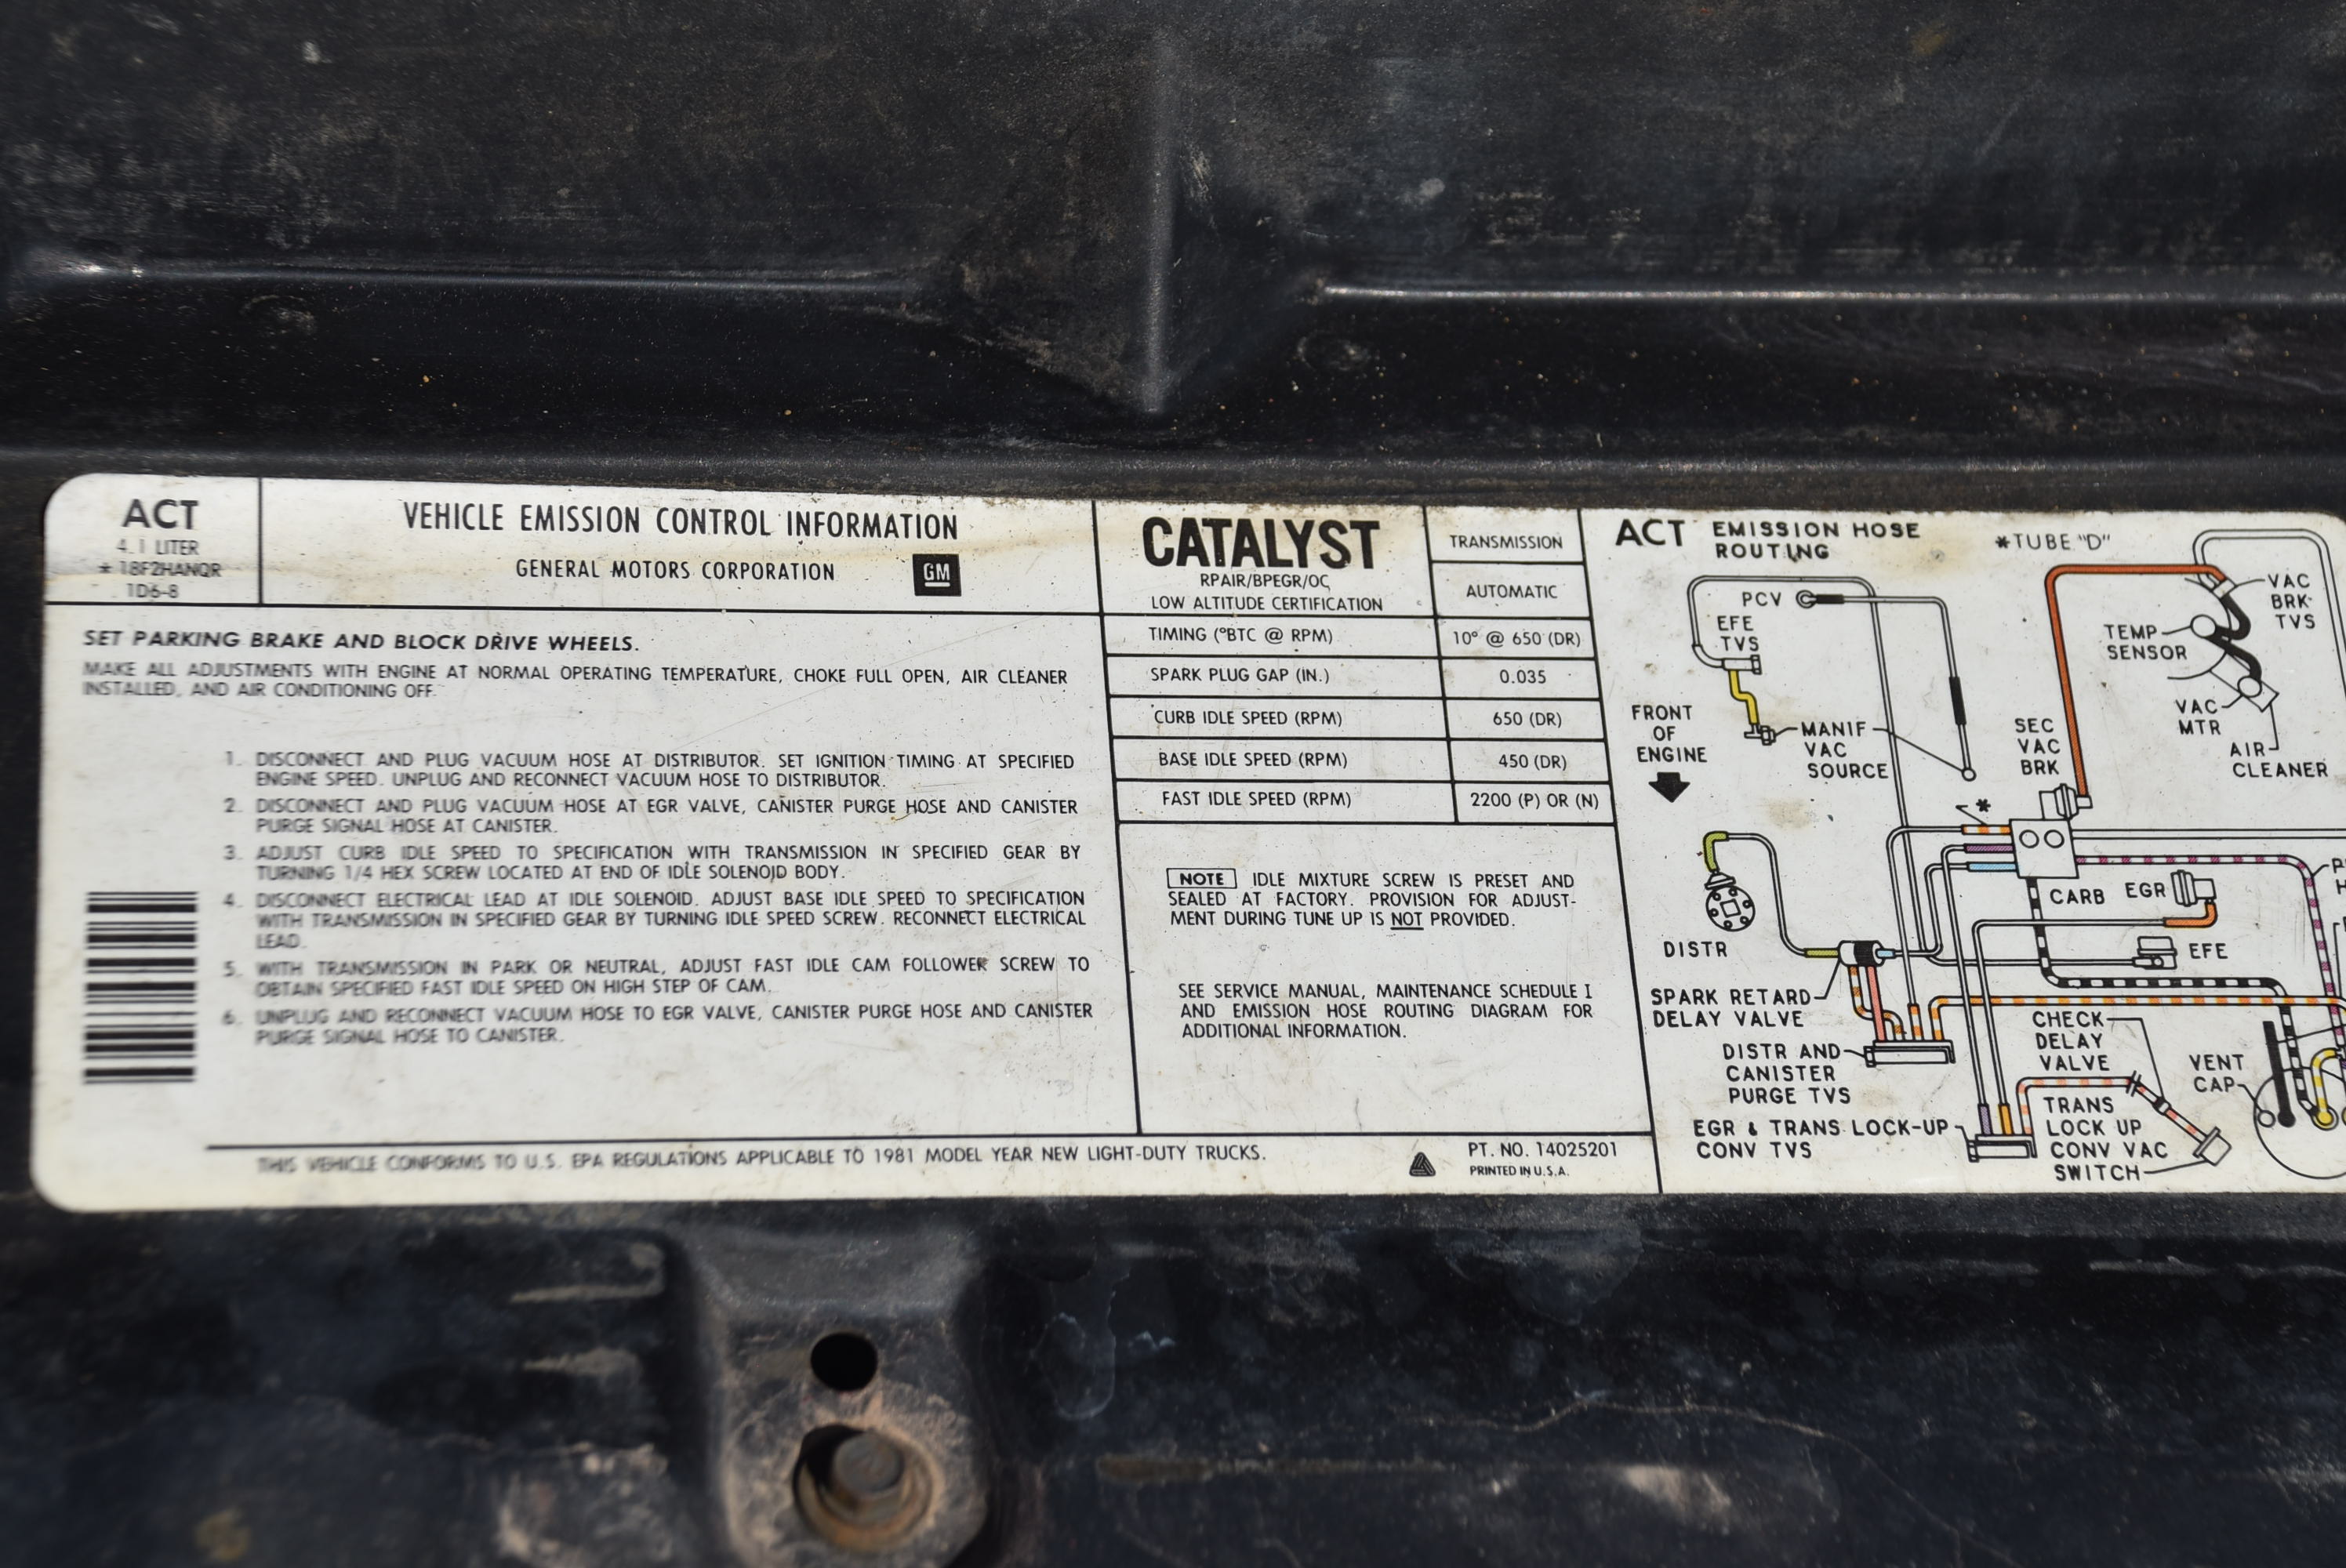 ACT
4.1 LITER
* 18F2HANQR
1D6-8
VEHICLE EMISSION CONTROL INFORMATION
GENERAL MOTORS CORPORATION
GM
SET PARKING BRAKE AND BLOCK DRIVE WHEELS.
MAKE ALL ADJUSTMENTS WITH ENGINE AT NORMAL OPERATING TEMPERATURE, CHOKE FULL OPEN, AIR CLEANER
INSTALLED, AND AIR CONDITIONING OFF.
1. DISCONNECT AND PLUG VACUUM HOSE AT DISTRIBUTOR. SET IGNITION TIMING AT SPECIFIED
ENGINE SPEED. UNPLUG AND RECONNECT VACUUM HOSE TO DISTRIBUTOR.
2. DISCONNECT AND PLUG VACUUM HOSE AT EGR VALVE, CANISTER PURGE HOSE AND CANISTER
PURGE SIGNAL HOSE AT CANISTER.
3. ADJUST CURB IDLE SPEED TO SPECIFICATION WITH TRANSMISSION IN SPECIFIED GEAR BY
TURNING 1/4 HEX SCREW LOCATED AT END OF IDLE SOLENOID BODY.
4. DISCONNECT ELECTRICAL LEAD AT IDLE SOLENOID. ADJUST BASE IDLE SPEED TO SPECIFICATION
WITH TRANSMISSION IN SPECIFIED GEAR BY TURNING IDLE SPEED SCREW. RECONNECT ELECTRICAL
LEAD.
5. WITH TRANSMISSION IN PARK OR NEUTRAL, ADJUST FAST IDLE CAM FOLLOWER SCREW TO
OBTAIN SPECIFIED FAST IDLE SPEED ON HIGH STEP OF CAM.
6. UNPLUG AND RECONNECT VACUUM HOSE TO EGR VALVE, CANISTER PURGE HOSE AND CANISTER
PURGE SIGNAL HOSE TO CANISTER.
THIS VEHICLE CONFORMS TO U.S. EPA REGULATIONS APPLICABLE TO 1981 MODEL YEAR NEW LIGHT-DUTY TRUCKS.
CATALYST
RPAIR/BPEGR/OC
LOW ALTITUDE CERTIFICATION
TRANSMISSION
AUTOMATIC
TIMING (°BTC @ RPM) 10° @ 650 (DR)
SPARK PLUG GAP (IN.) 0.035
CURB IDLE SPEED (RPM) 650 (DR)
BASE IDLE SPEED (RPM) 450 (DR)
FAST IDLE SPEED (RPM) 2200 (P) OR (N)
NOTE IDLE MIXTURE SCREW IS PRESET AND
SEALED AT FACTORY. PROVISION FOR ADJUST-
MENT DURING TUNE UP IS NOT PROVIDED.
SEE SERVICE MANUAL, MAINTENANCE SCHEDULE I
AND EMISSION HOSE ROUTING DIAGRAM FOR
ADDITIONAL INFORMATION.
PT. NO. 14025201
PRINTED IN U.S.A.
ACT EMISSION HOSE
ROUTING
*TUBE "D"
PCV
EFE
TVS
VAC
BRK
TVS
TEMP
SENSOR
VAC
MTR
AIR
CLEANER
FRONT
OF
ENGINE
MANIF
VAC
SOURCE
SEC
VAC
BRK
*
CARB
EGR
DISTR
EFE
SPARK RETARD
DELAY VALVE
CHECK
DELAY
VALVE
DISTR AND
CANISTER
PURGE TVS
VENT
CAP
EGR & TRANS LOCK-UP
CONV TVS
TRANS
LOCK UP
CONV VAC
SWITCH